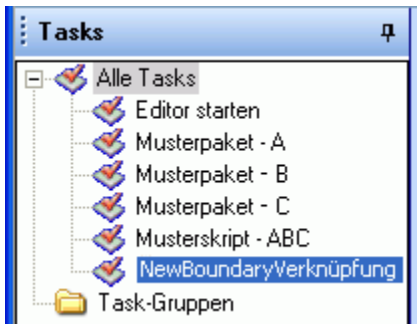 Tasks
Alle Tasks
Editor starten
Musterpaket - A
Musterpaket - B
Musterpaket - C
Musterskript - ABC
NewBoundaryVerknüpfung
Task-Gruppen